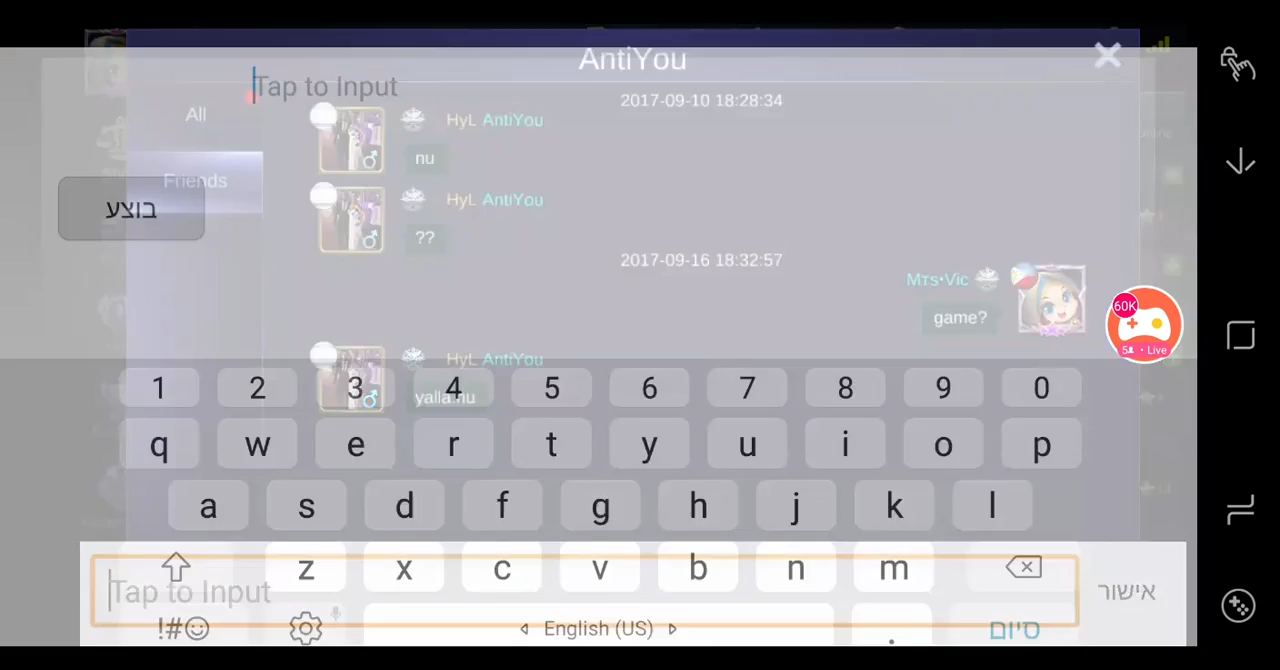 AntiYou
Tap to Input
2017-09-10 18:28:34
All
HyL AntiYou
nu
Friends
בוצע
HyL AntiYou
??
2017-09-16 18:32:57
Mтs•Vic
game?
60K
5 • Live
HyL AntiYou
yalla nu
1 2 3 4 5 6 7 8 9 0
q w e r t y u i o p
a s d f g h j k l
z x c v b n m
Tap to Input
אישור
!#☺
English (US)
.
סיום